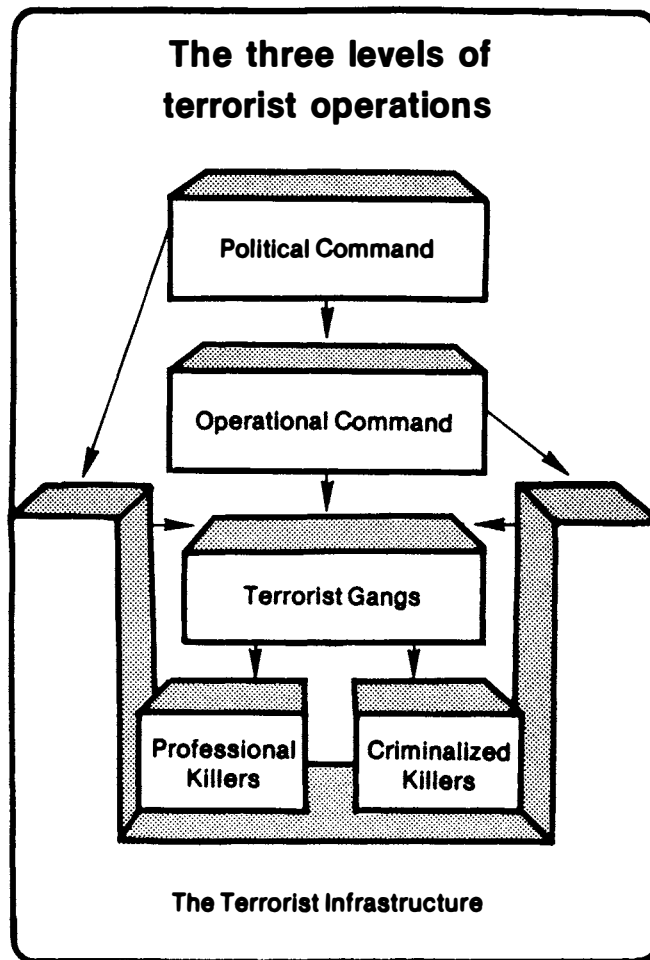 The three levels of
terrorist operations
Political Command
Operational Command
Terrorist Gangs
Professional
Killers
Criminalized
Killers
The Terrorist Infrastructure